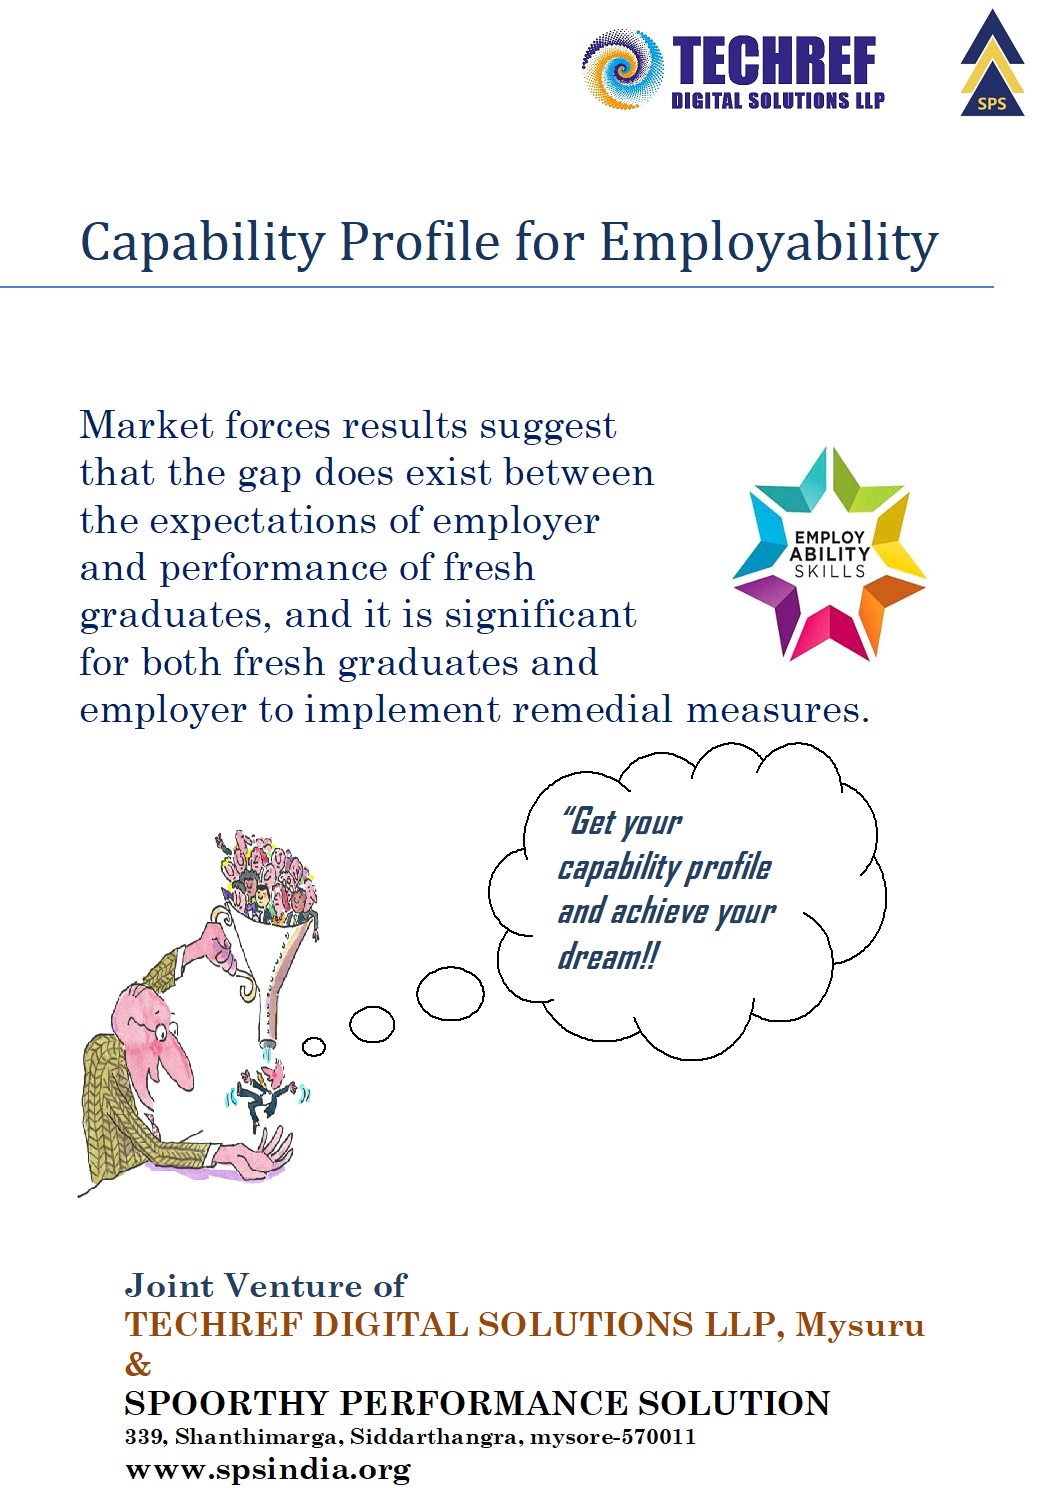 TECHREF
DIGITAL SOLUTIONS LLP
SPS
Capability Profile for Employability
Market forces results suggest
that the gap does exist between
the expectations of employer
and performance of fresh
graduates, and it is significant
for both fresh graduates and
employer to implement remedial measures.
EMPLOY
ABILITY
SKILLS
“Get your
capability profile
and achieve your
dream!!
Joint Venture of
TECHREF DIGITAL SOLUTIONS LLP, Mysuru
&
SPOORTHY PERFORMANCE SOLUTION
339, Shanthimarga, Siddarthangra, mysore-570011
www.spsindia.org